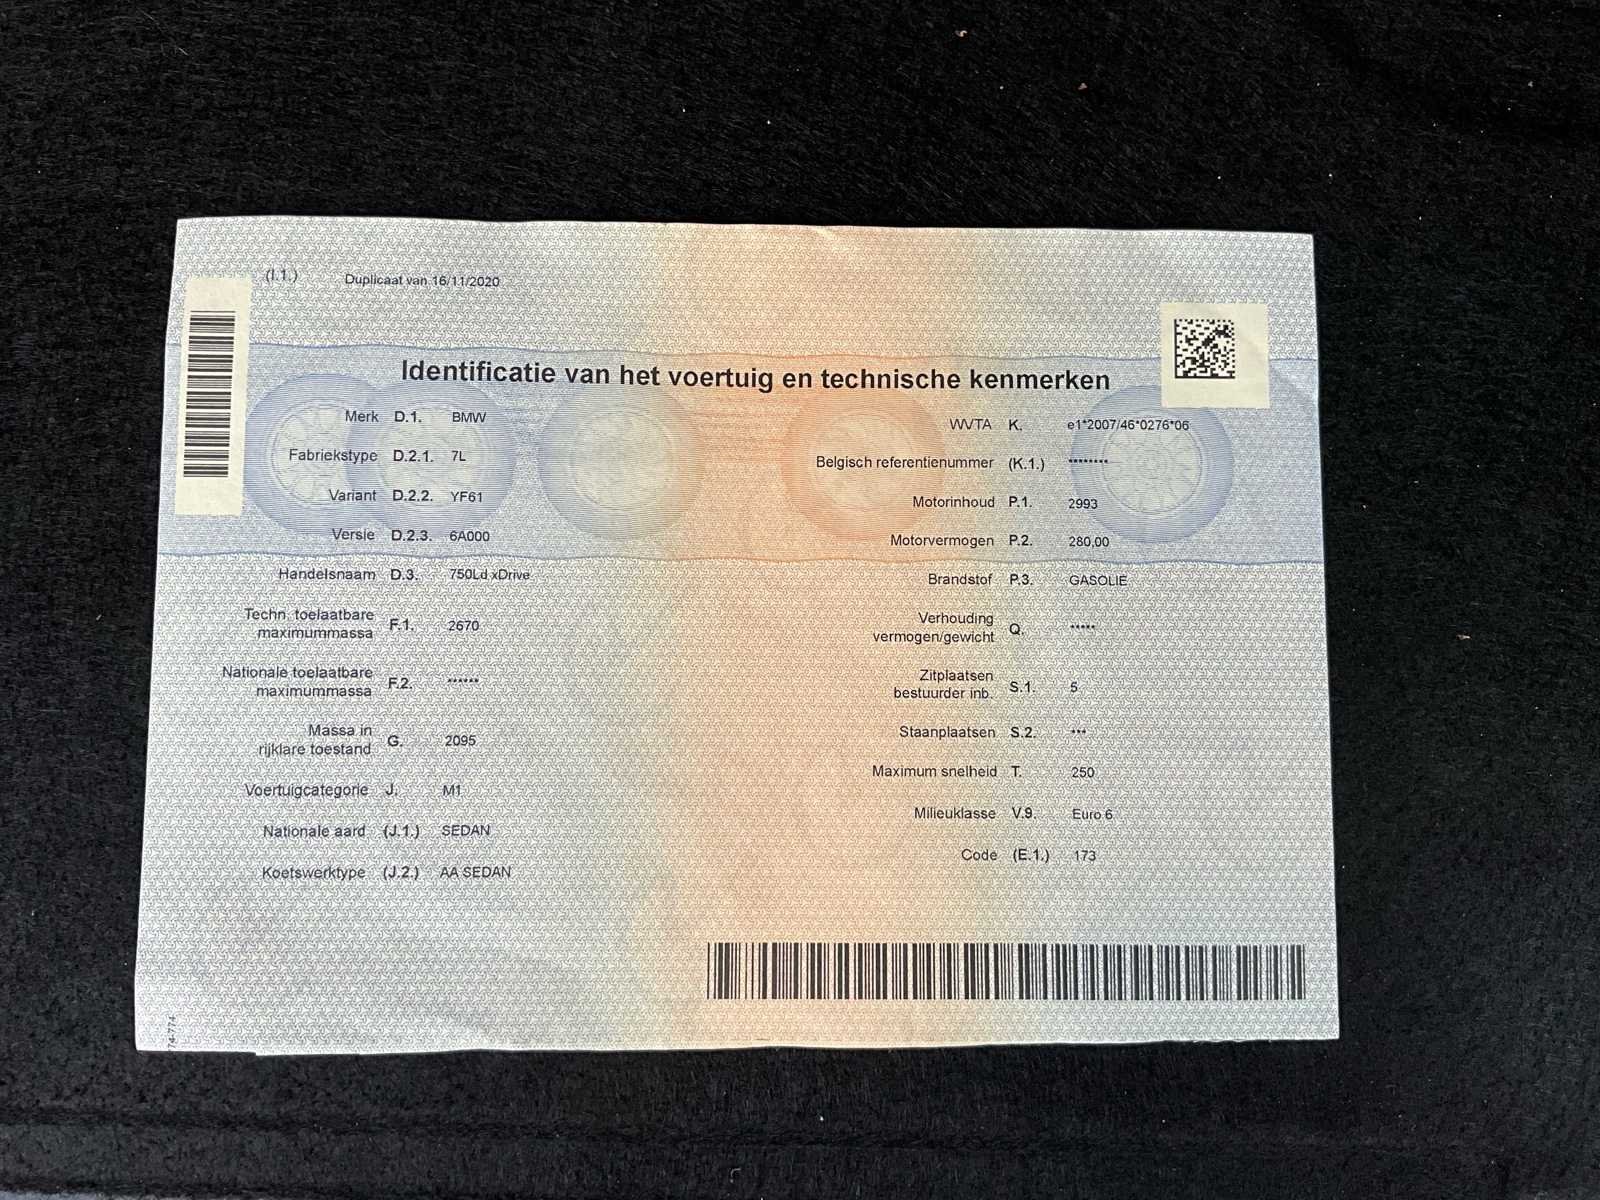 (I.1.) Duplicaat van 16/11/2020
Identificatie van het voertuig en technische kenmerken
Merk D.1. BMW
Fabriekstype D.2.1. 7L
Variant D.2.2. YF61
Versie D.2.3. 6A000
Handelsnaam D.3. 750Ld xDrive
Techn. toelaatbare
maximummassa F.1. 2670
Nationale toelaatbare
maximummassa F.2. ******
Massa in
rijklare toestand G. 2095
Voertuigcategorie J. M1
Nationale aard (J.1.) SEDAN
Koetswerktype (J.2.) AA SEDAN
WVTA K. e1*2007/46*0276*06
Belgisch referentienummer (K.1.) ********
Motorinhoud P.1. 2993
Motorvermogen P.2. 280,00
Brandstof P.3. GASOLIE
Verhouding
vermogen/gewicht Q. *****
Zitplaatsen
bestuurder inb. S.1. 5
Staanplaatsen S.2. ***
Maximum snelheid T. 250
Milieuklasse V.9. Euro 6
Code (E.1.) 173
74-774